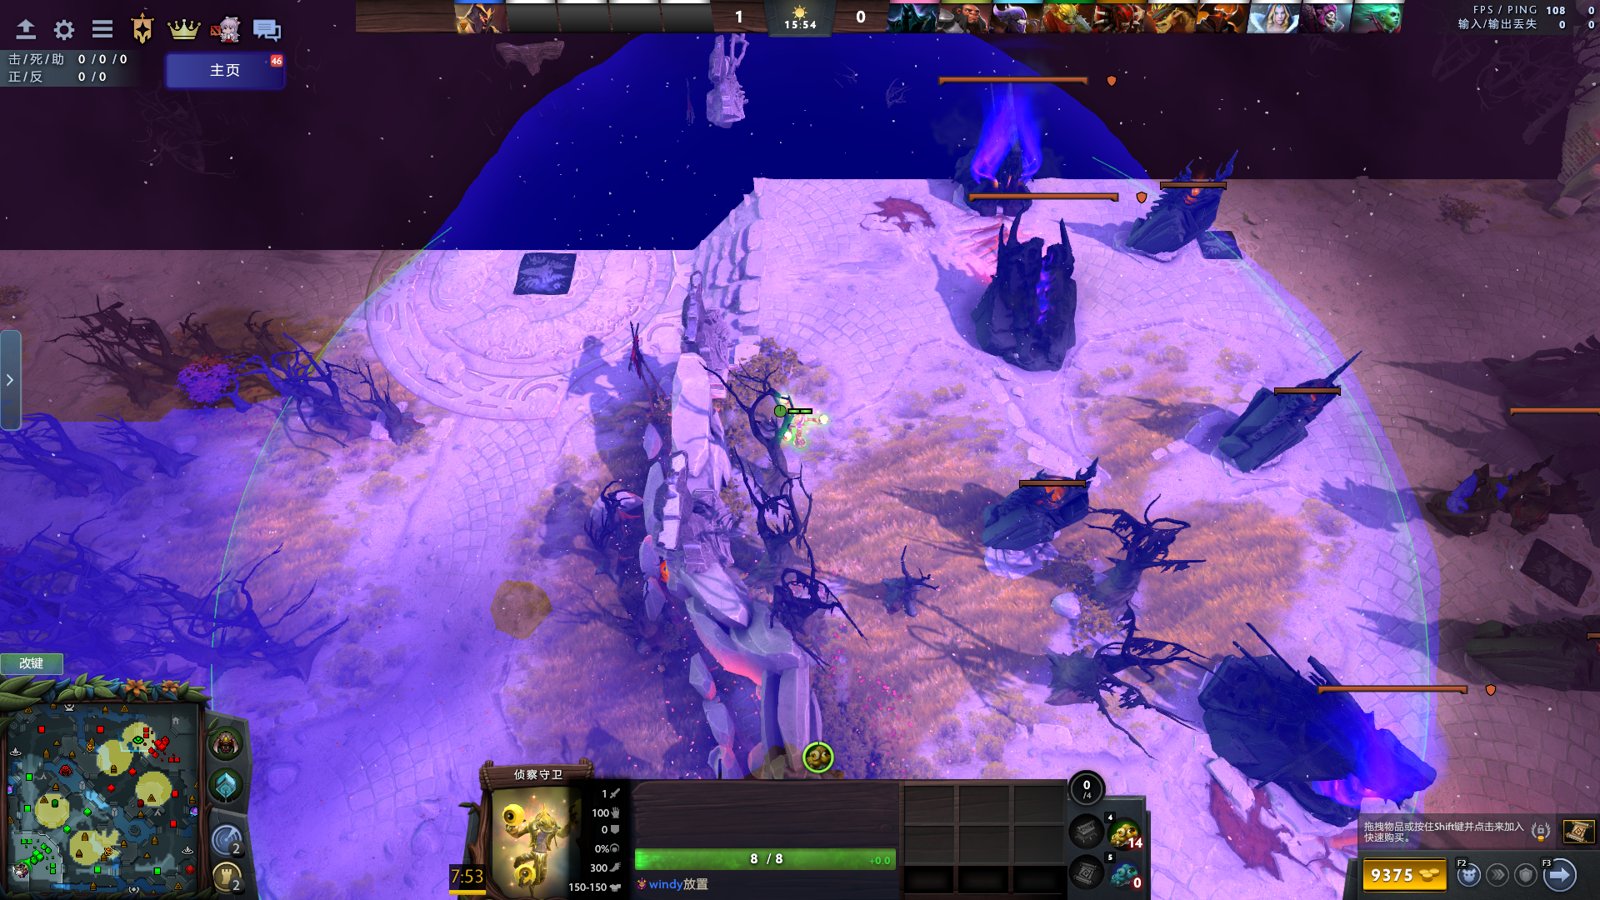 1
15:54
0
FPS / PING 108 0
输入/输出丢失 0 0
击/死/助 0 / 0 / 0
正/反 0 / 0
主页
46
改键
侦察守卫
1
100
0
0%
300
150-150
7:53
8 / 8
+0.0
windy放置
0
/4
4
14
5
0
2
2
拖拽物品或按住Shift键并点击来加入
快速购买。
9375
F2
F3